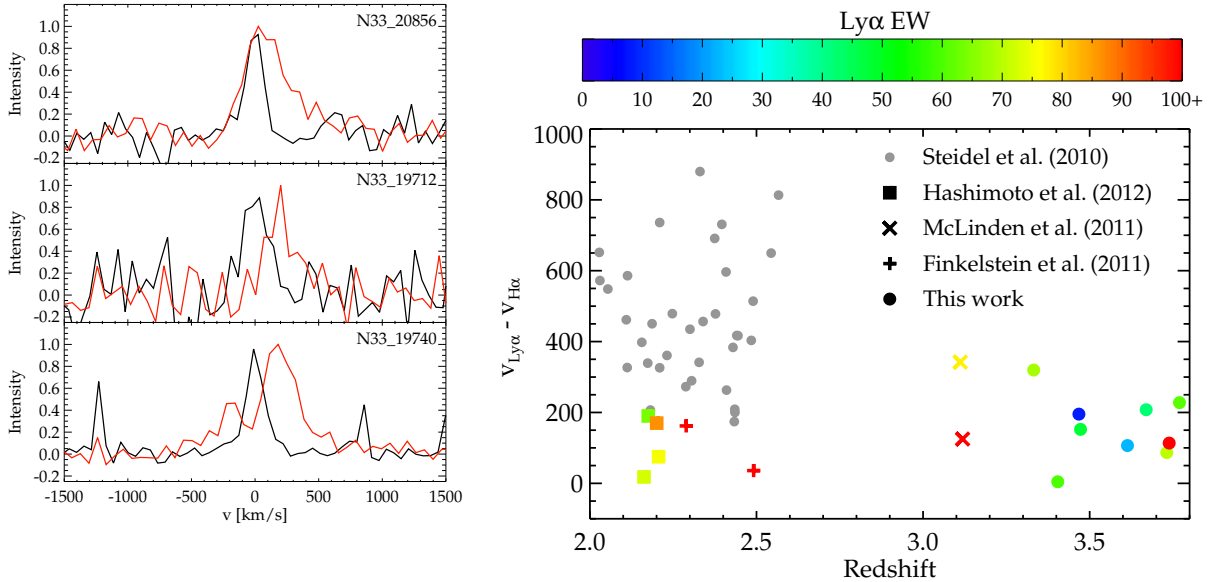 N33_20856
1.0
0.8
0.6
0.4
0.2
0.0
-0.2
Intensity
N33_19712
1.0
0.8
0.6
0.4
0.2
0.0
-0.2
Intensity
N33_19740
1.0
0.8
0.6
0.4
0.2
0.0
-0.2
Intensity
-1500 -1000 -500 0 500 1000 1500
v [km/s]
Lyα EW
0 10 20 30 40 50 60 70 80 90 100+
1000
800
600
400
200
0
v_Lyα - v_Hα
Steidel et al. (2010)
Hashimoto et al. (2012)
McLinden et al. (2011)
Finkelstein et al. (2011)
This work
2.0 2.5 3.0 3.5
Redshift